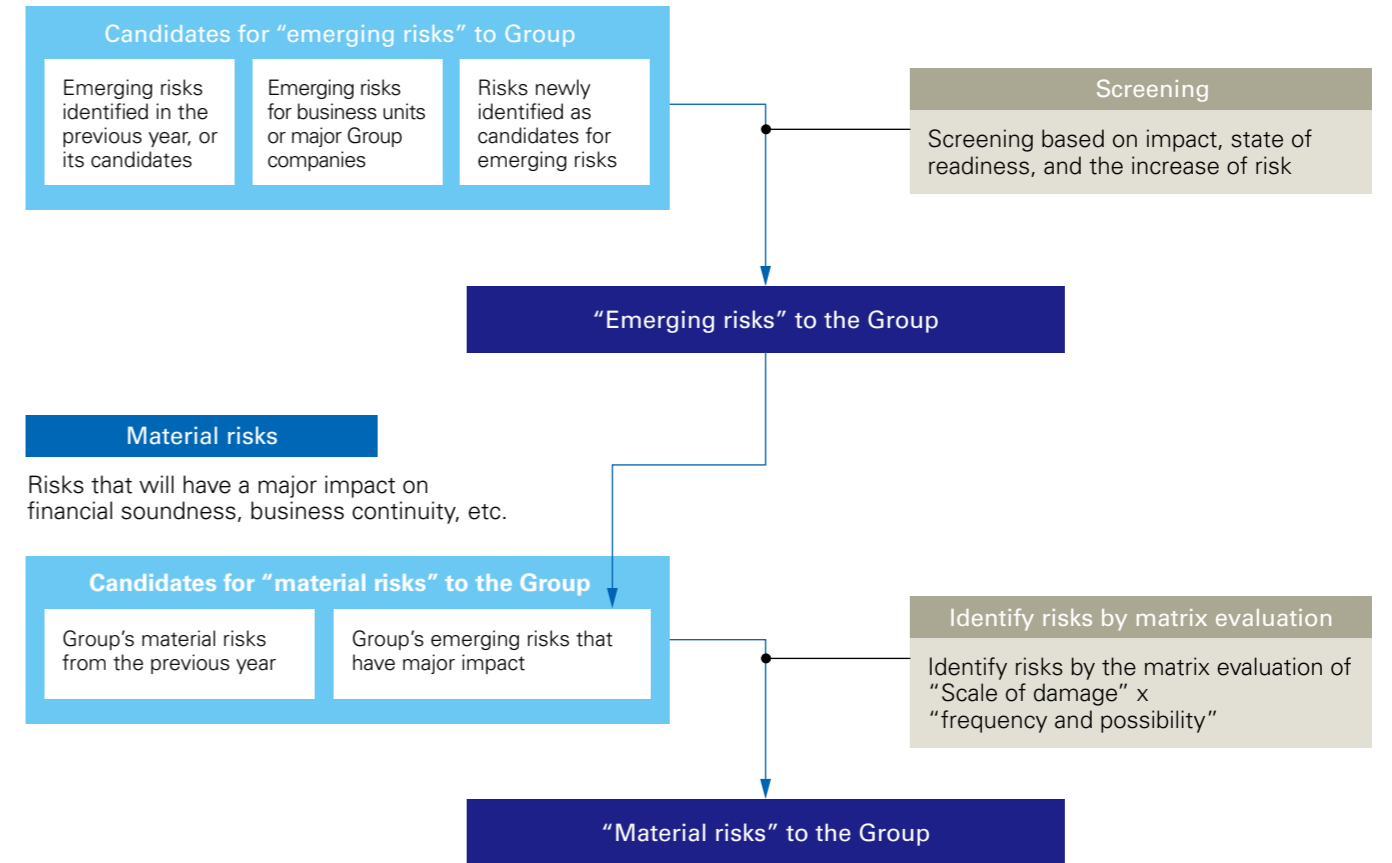 Candidates for “emerging risks” to Group
Emerging risks
identified in the
previous year, or
its candidates
Emerging risks
for business units
or major Group
companies
Risks newly
identified as
candidates for
emerging risks
Screening
Screening based on impact, state of
readiness, and the increase of risk
“Emerging risks” to the Group
Material risks
Risks that will have a major impact on
financial soundness, business continuity, etc.
Candidates for “material risks” to the Group
Group’s material risks
from the previous year
Group’s emerging risks that
have major impact
Identify risks by matrix evaluation
Identify risks by the matrix evaluation of
“Scale of damage” x
“frequency and possibility”
“Material risks” to the Group